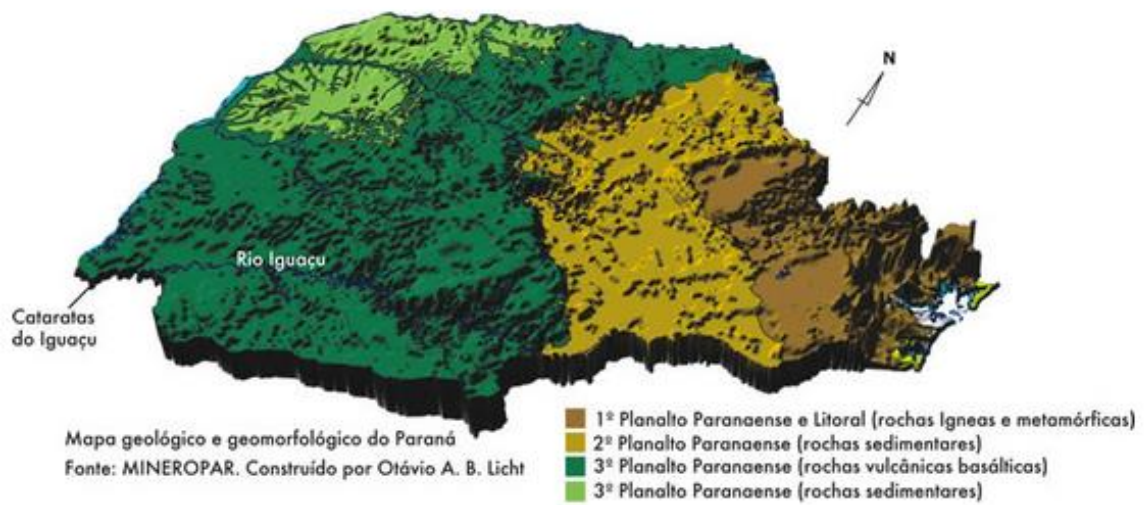 N
Rio Iguaçu
Cataratas
do Iguaçu
Mapa geológico e geomorfológico do Paraná
Fonte: MINEROPAR. Construído por Otávio A. B. Licht
1º Planalto Paranaense e Litoral (rochas Igneas e metamórficas)
2º Planalto Paranaense (rochas sedimentares)
3º Planalto Paranaense (rochas vulcânicas basálticas)
3º Planalto Paranaense (rochas sedimentares)